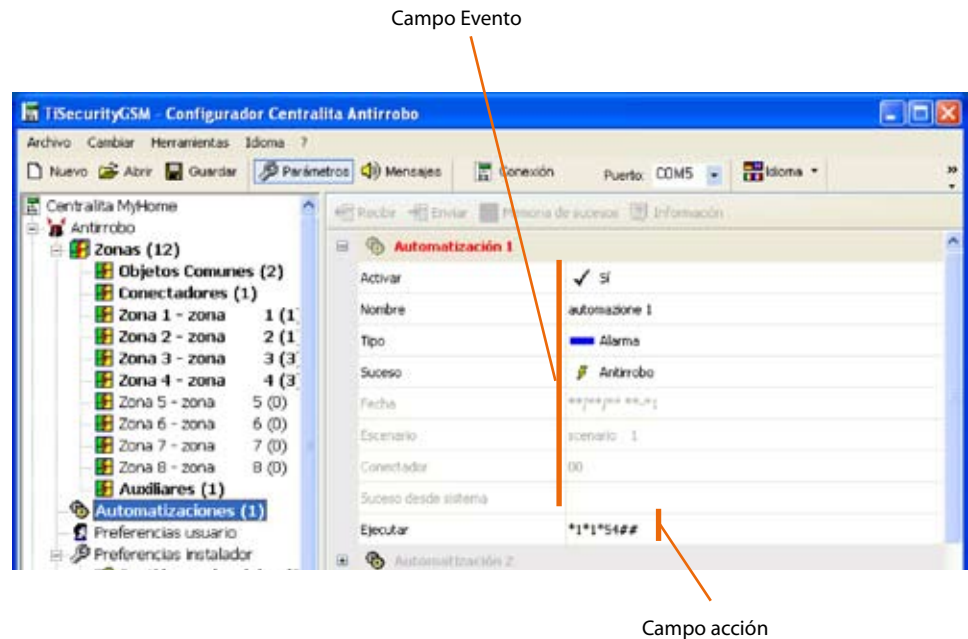 Campo Evento
TiSecurityGSM - Configurador Centralita Antirrobo
Archivo Cambiar Herramientas Idioma ?
Nuevo Abrir Guardar Parámetros Mensajes Conexión Puerto: COM5 Idioma
Centralita MyHome
Antirrobo
Zonas (12)
Objetos Comunes (2)
Conectadores (1)
Zona 1 - zona 1 (1
Zona 2 - zona 2 (1
Zona 3 - zona 3 (3
Zona 4 - zona 4 (3
Zona 5 - zona 5 (0)
Zona 6 - zona 6 (0)
Zona 7 - zona 7 (0)
Zona 8 - zona 8 (0)
Auxiliares (1)
Automatizaciones (1)
Preferencias usuario
Preferencias instalador
Recibir Enviar Memoria de sucesos Información
Automatización 1
Activar Sí
Nombre automazione 1
Tipo Alarma
Suceso Antirrobo
Fecha
Escenario scenario 1
Conectador 00
Suceso desde sistema
Ejecutar *1*1*54##
Automatización 2
Campo acción